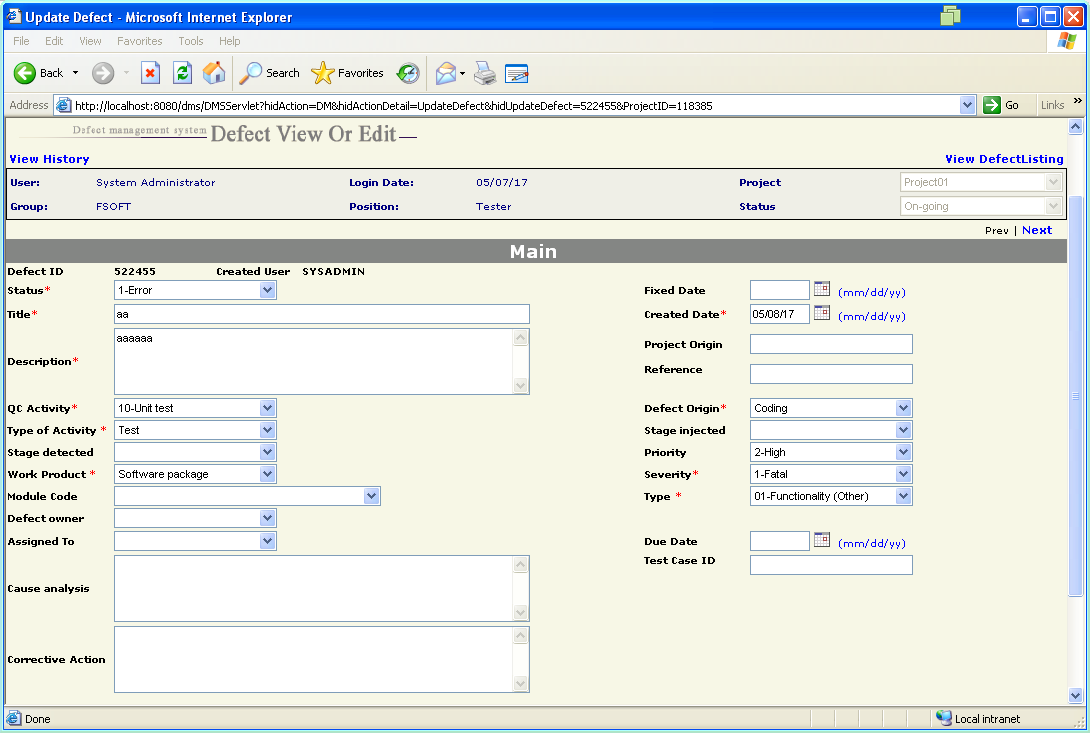 Update Defect - Microsoft Internet Explorer
File Edit View Favorites Tools Help
Back Search Favorites
Address http://localhost:8080/dms/DMSServlet?hidAction=DM&hidActionDetail=UpdateDefect&hidUpdateDefect=522455&ProjectID=118385 Go Links »
Defect management system Defect View Or Edit
View History View DefectListing
User: System Administrator Login Date: 05/07/17 Project Project01
Group: FSOFT Position: Tester Status On-going
Prev | Next
Main
Defect ID 522455 Created User SYSADMIN
Status* 1-Error Fixed Date (mm/dd/yy)
Title* aa Created Date* 05/08/17 (mm/dd/yy)
aaaaaa
Project Origin
Description*
Reference
QC Activity* 10-Unit test Defect Origin* Coding
Type of Activity * Test Stage injected
Stage detected Priority 2-High
Work Product * Software package Severity* 1-Fatal
Module Code Type * 01-Functionality (Other)
Defect owner
Assigned To Due Date (mm/dd/yy)
Test Case ID
Cause analysis
Corrective Action
Done Local intranet